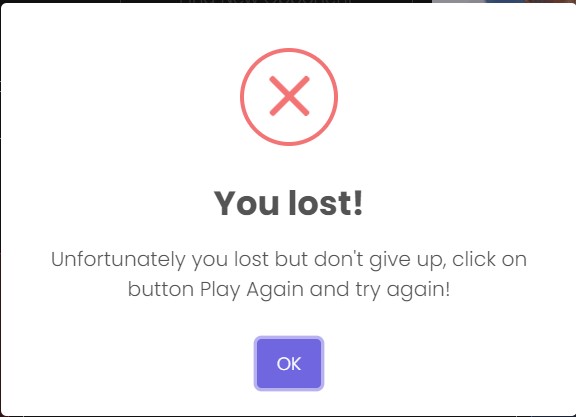 You lost!
Unfortunately you lost but don't give up, click on
button Play Again and try again!
OK